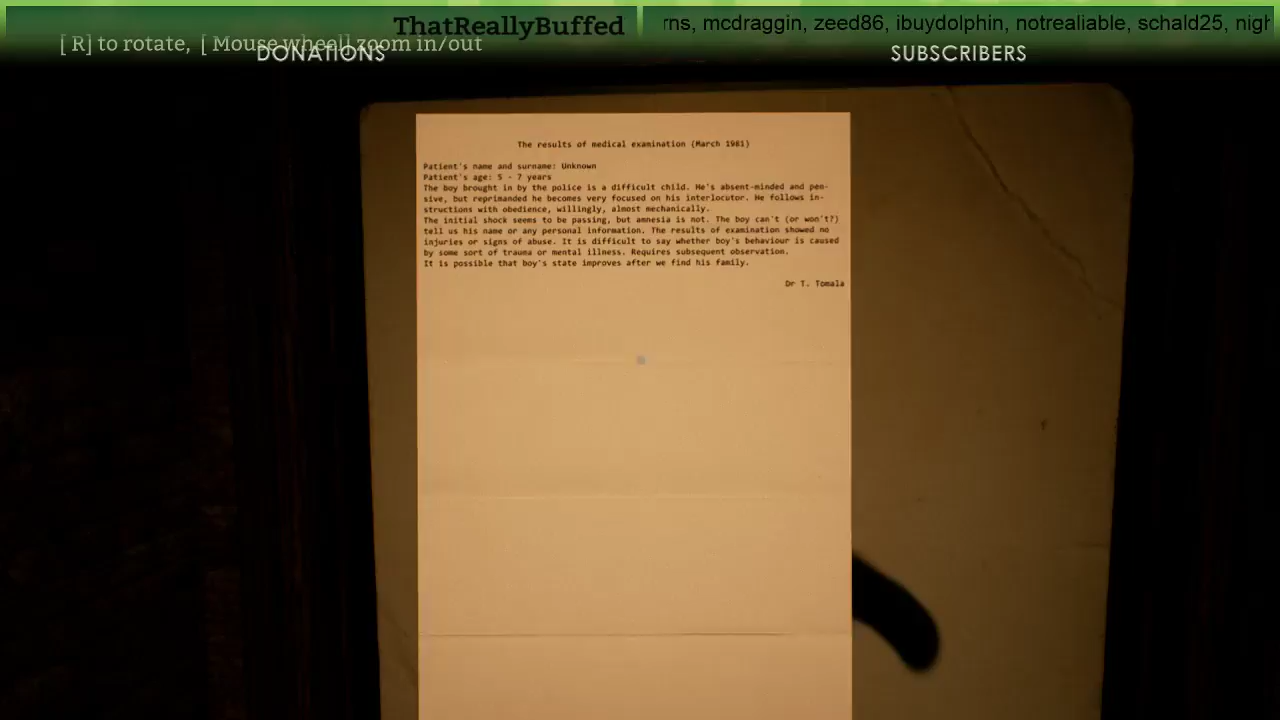 ThatReallyBuffed
rns, mcdraggin, zeed86, ibuydolphin, notrealiable, schald25, nigh
[ R] to rotate, [ Mouse wheel] zoom in/out
DONATIONS
SUBSCRIBERS
The results of medical examination (March 1981)
Patient's name and surname: Unknown
Patient's age: 5 - 7 years
The boy brought in by the police is a difficult child. He's absent-minded and pen-
sive, but reprimanded he becomes very focused on his interlocutor. He follows in-
structions with obedience, willingly, almost mechanically.
The initial shock seems to be passing, but amnesia is not. The boy can't (or won't?)
tell us his name or any personal information. The results of examination showed no
injuries or signs of abuse. It is difficult to say whether boy's behaviour is caused
by some sort of trauma or mental illness. Requires subsequent observation.
It is possible that boy's state improves after we find his family.
Dr T. Tomala